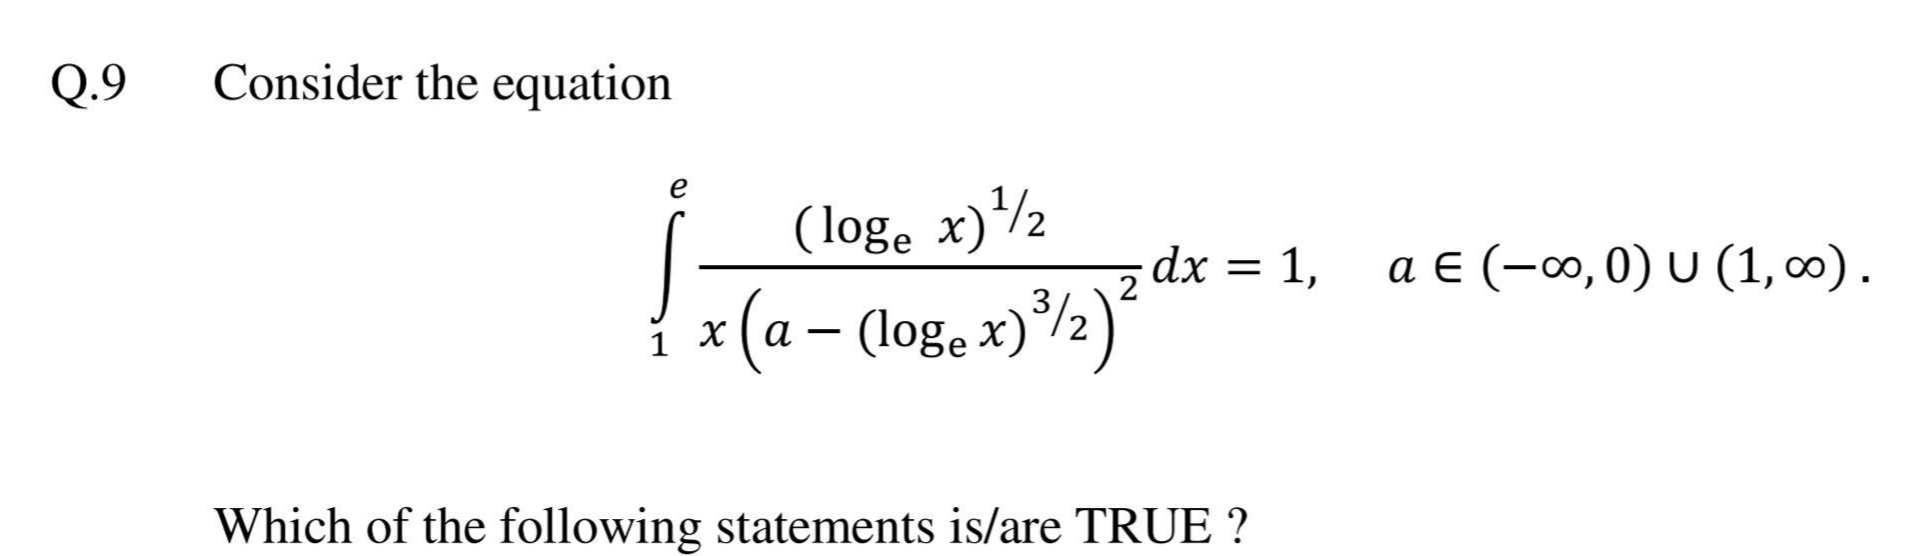 Q.9 Consider the equation
∫₁ᵉ (logₑ x)^{1/2} / x(a − (logₑ x)^{3/2})² dx = 1, a ∈ (−∞, 0) ∪ (1, ∞) .
Which of the following statements is/are TRUE ?